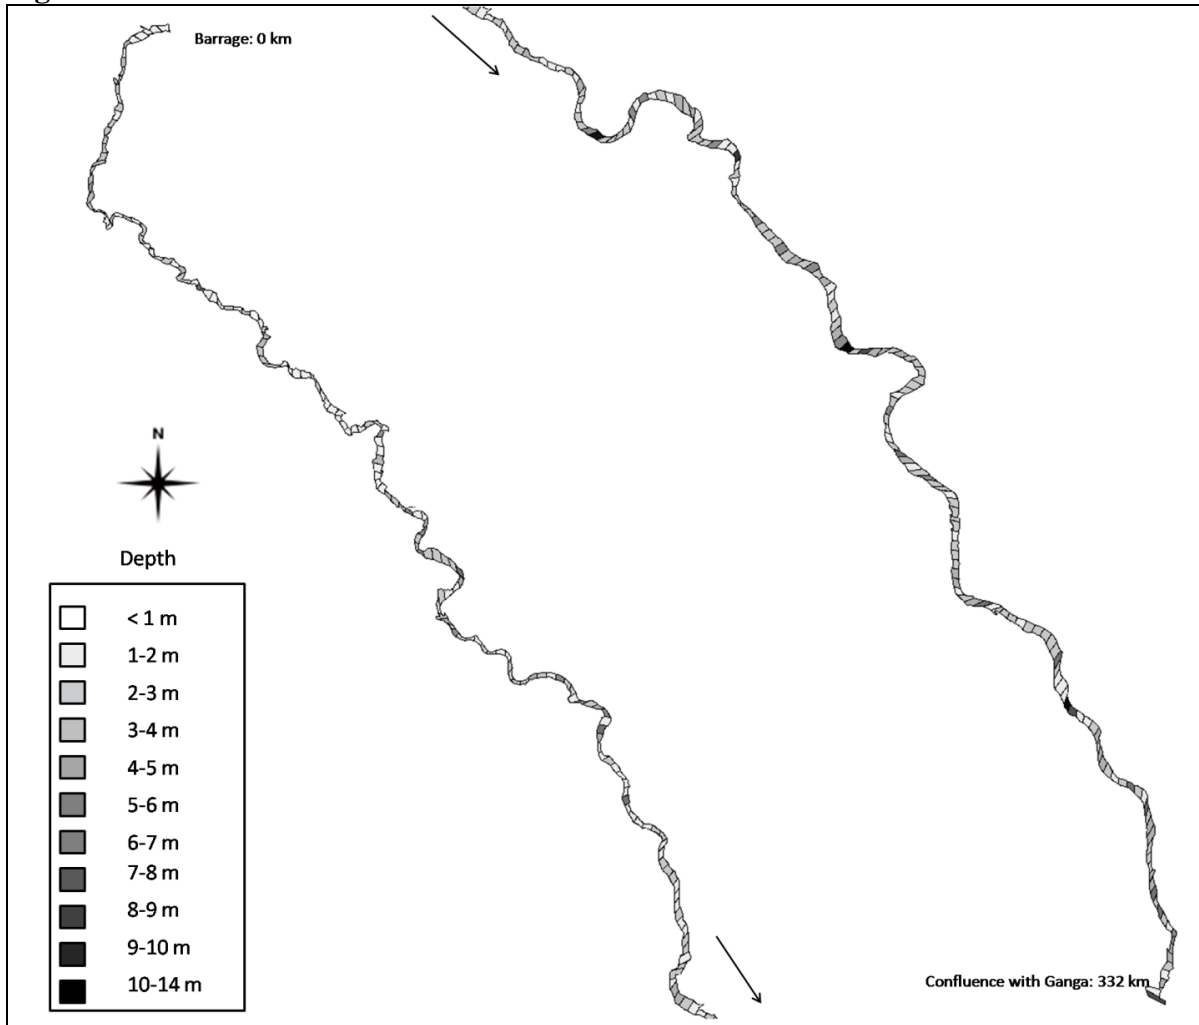 Barrage: 0 km
N
Depth
< 1 m
1-2 m
2-3 m
3-4 m
4-5 m
5-6 m
6-7 m
7-8 m
8-9 m
9-10 m
10-14 m
Confluence with Ganga: 332 km